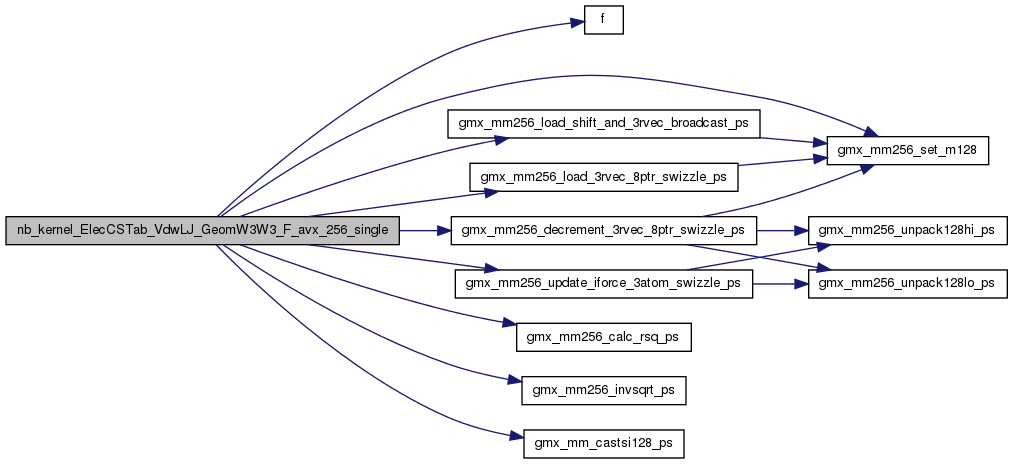 f
gmx_mm256_load_shift_and_3rvec_broadcast_ps
gmx_mm256_set_m128
gmx_mm256_load_3rvec_8ptr_swizzle_ps
nb_kernel_ElecCSTab_VdwLJ_GeomW3W3_F_avx_256_single
gmx_mm256_decrement_3rvec_8ptr_swizzle_ps
gmx_mm256_unpack128hi_ps
gmx_mm256_update_iforce_3atom_swizzle_ps
gmx_mm256_unpack128lo_ps
gmx_mm256_calc_rsq_ps
gmx_mm256_invsqrt_ps
gmx_mm_castsi128_ps